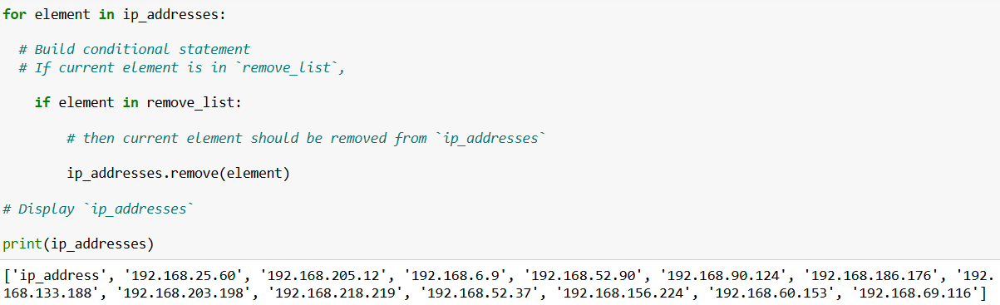 for element in ip_addresses:
# Build conditional statement
# If current element is in `remove_list`,
if element in remove_list:
# then current element should be removed from `ip_addresses`
ip_addresses.remove(element)
# Display `ip_addresses`
print(ip_addresses)
['ip_address', '192.168.25.60', '192.168.205.12', '192.168.6.9', '192.168.52.90', '192.168.90.124', '192.168.186.176', '192.
168.133.188', '192.168.203.198', '192.168.218.219', '192.168.52.37', '192.168.156.224', '192.168.60.153', '192.168.69.116']